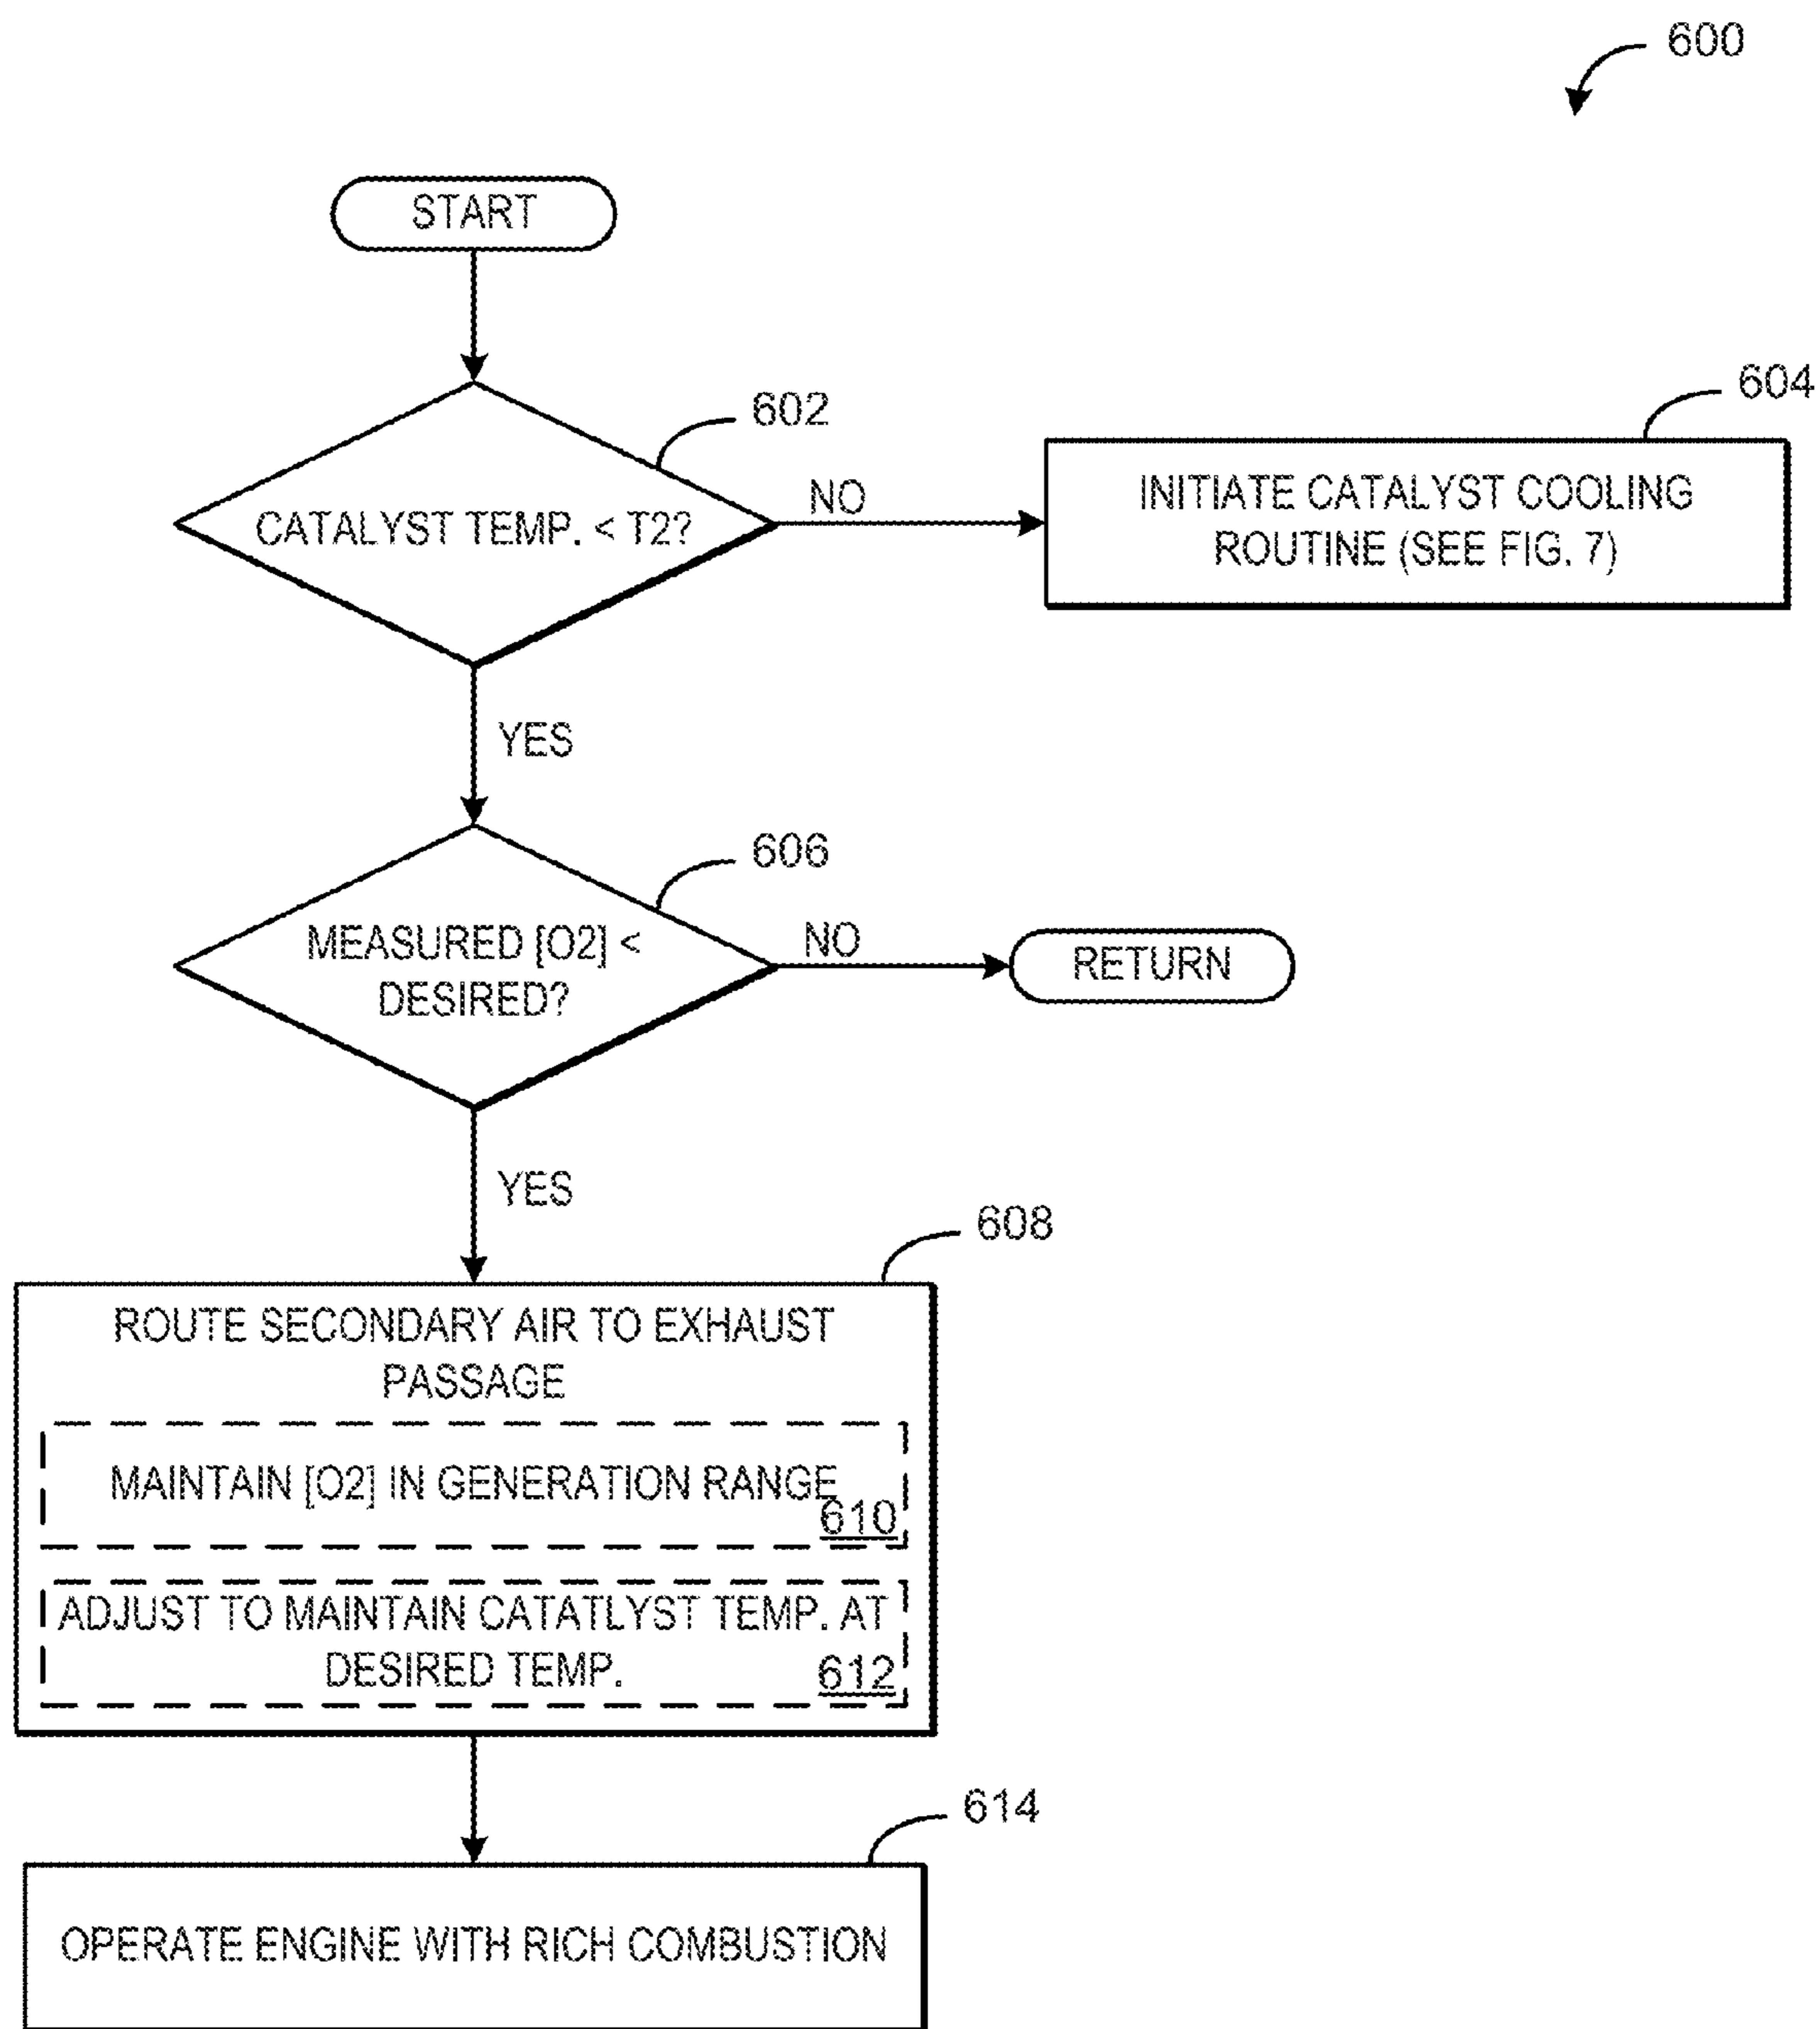 600
START
602
CATALYST TEMP. < T2?
NO
604
INITIATE CATALYST COOLING
ROUTINE (SEE FIG. 7)
YES
606
MEASURED [O2] <
DESIRED?
NO
RETURN
YES
608
ROUTE SECONDARY AIR TO EXHAUST
PASSAGE
MAINTAIN [O2] IN GENERATION RANGE
610
ADJUST TO MAINTAIN CATATLYST TEMP. AT
DESIRED TEMP.
612
614
OPERATE ENGINE WITH RICH COMBUSTION